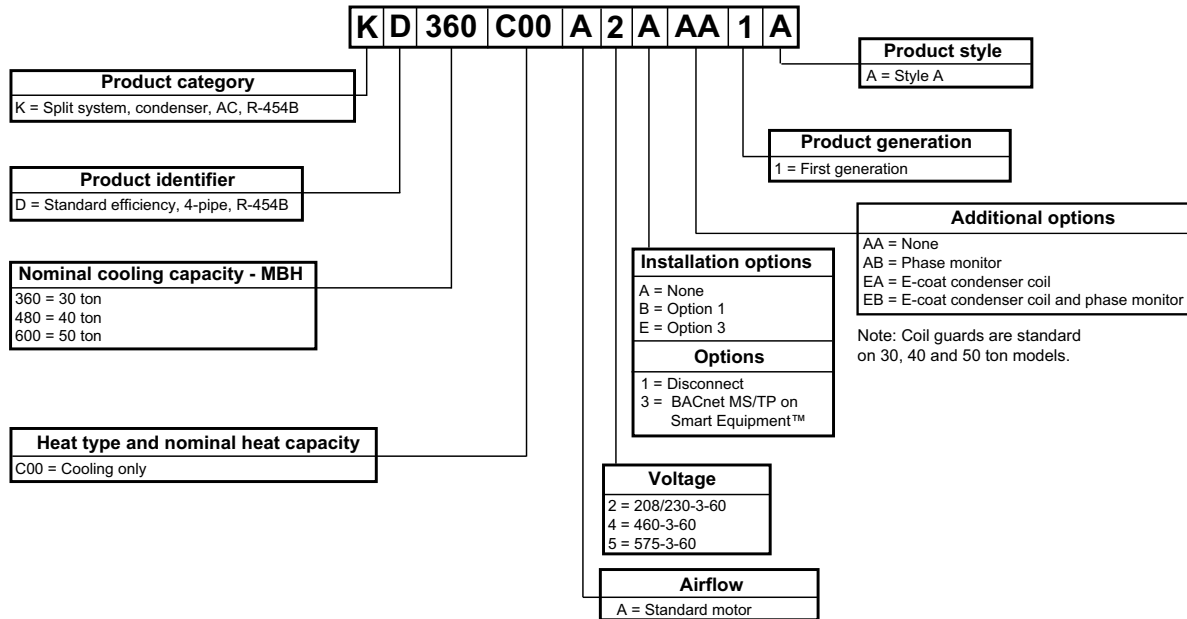 K D 360 C00 A 2 A AA 1 A
Product category
K = Split system, condenser, AC, R-454B
Product identifier
D = Standard efficiency, 4-pipe, R-454B
Nominal cooling capacity - MBH
360 = 30 ton
480 = 40 ton
600 = 50 ton
Heat type and nominal heat capacity
C00 = Cooling only
Airflow
A = Standard motor
Voltage
2 = 208/230-3-60
4 = 460-3-60
5 = 575-3-60
Installation options
A = None
B = Option 1
E = Option 3
Options
1 = Disconnect
3 = BACnet MS/TP on
Smart Equipment™
Additional options
AA = None
AB = Phase monitor
EA = E-coat condenser coil
EB = E-coat condenser coil and phase monitor
Note: Coil guards are standard
on 30, 40 and 50 ton models.
Product generation
1 = First generation
Product style
A = Style A